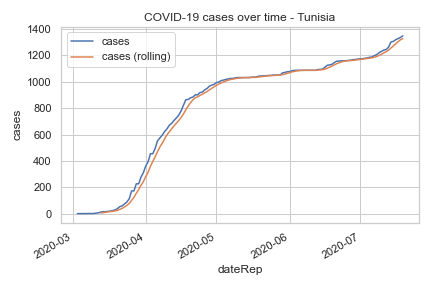 COVID-19 cases over time - Tunisia
cases
cases (rolling)
1400
1200
1000
800
600
400
200
0
cases
2020-03
2020-04
2020-05
2020-06
2020-07
dateRep